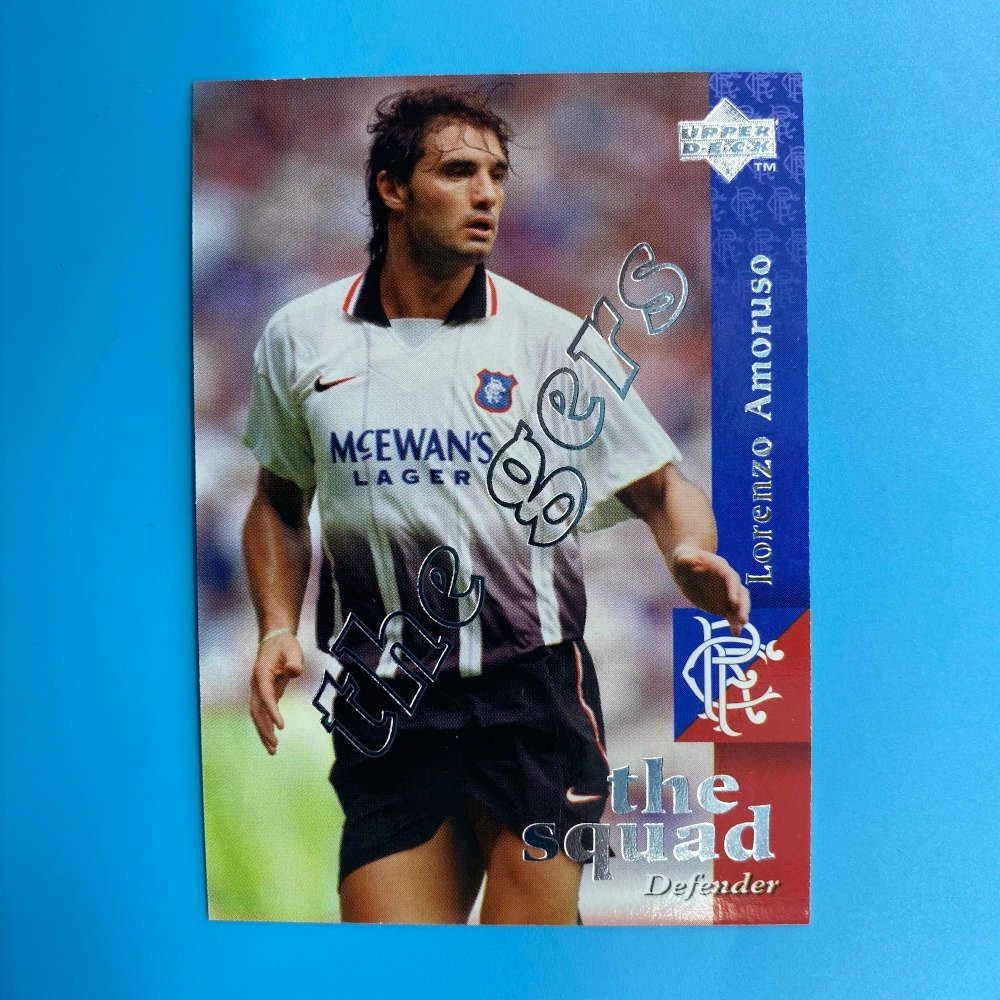 UPPER
DECK
TM
Lorenzo Amoruso
McEWAN'S
LAGER
the gers
the
squad
Defender